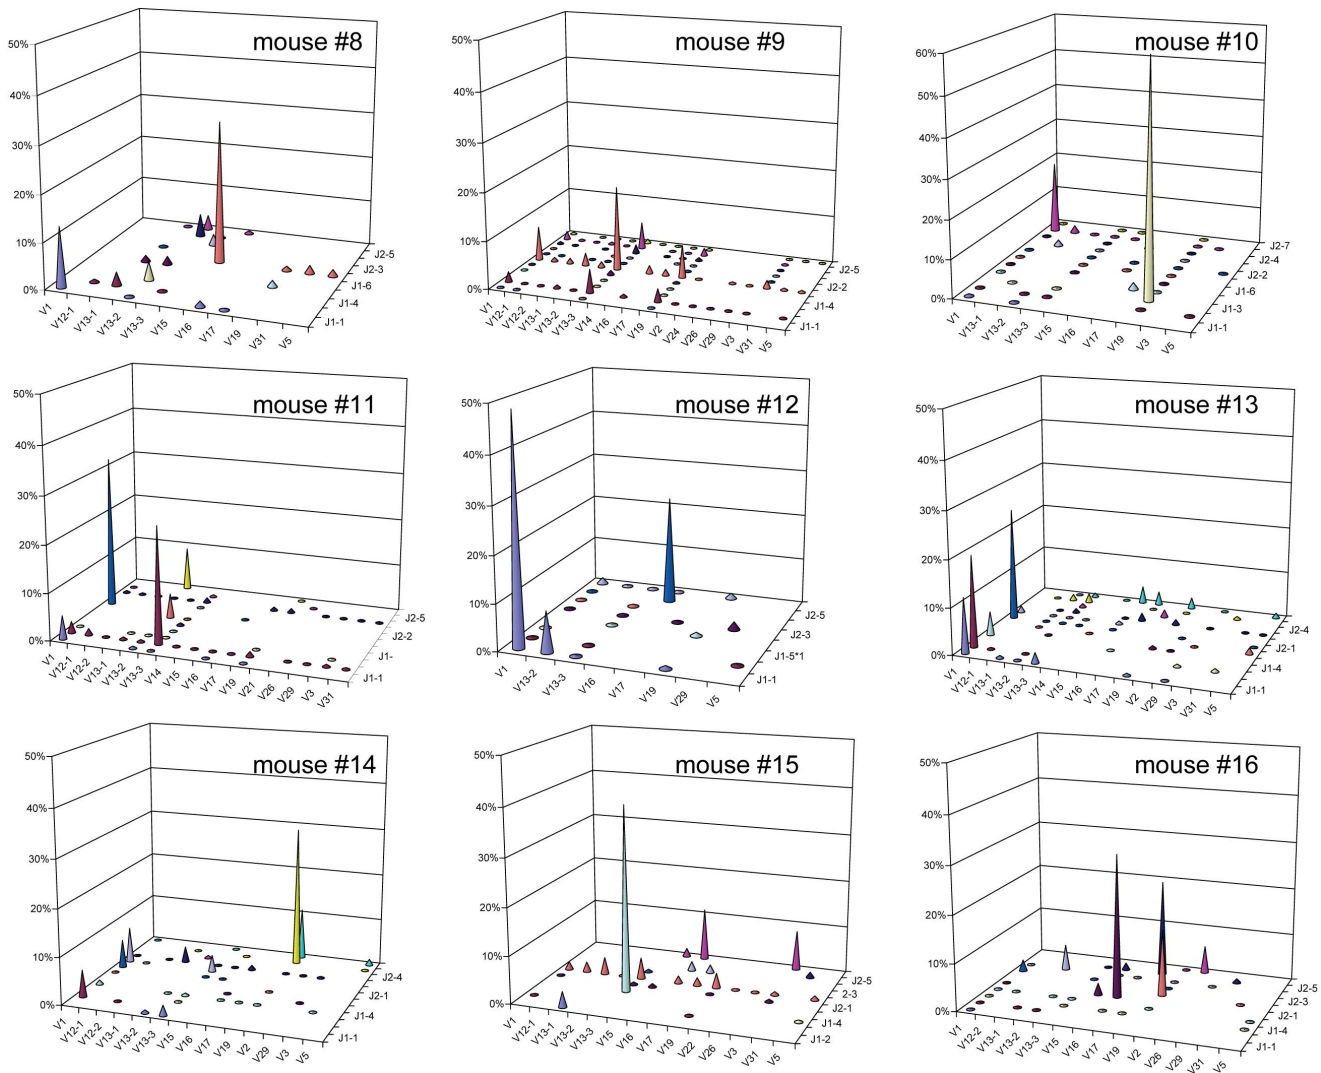 mouse #8
50%
40%
30%
20%
10%
0%
V1
V12-1
V13-1
V13-2
V13-3
V15
V16
V17
V19
V31
V5
J2-5
J2-3
J1-6
J1-4
J1-1
mouse #9
50%
40%
30%
20%
10%
0%
V1
V12-1
V12-2
V13-1
V13-2
V13-3
V14
V16
V17
V19
V2
V24
V26
V29
V3
V31
V5
J2-5
J2-2
J1-4
J1-1
mouse #10
60%
50%
40%
30%
20%
10%
0%
V1
V13-1
V13-2
V13-3
V15
V16
V17
V19
V3
V5
J2-7
J2-4
J2-2
J1-6
J1-3
J1-1
mouse #11
50%
40%
30%
20%
10%
0%
V1
V12-1
V12-2
V13-1
V13-2
V13-3
V14
V15
V16
V17
V19
V21
V26
V29
V3
V31
J2-5
J2-2
J1-
J1-1
mouse #12
50%
40%
30%
20%
10%
0%
V1
V13-2
V13-3
V16
V17
V19
V29
V5
J2-5
J2-3
J1-5*1
J1-1
mouse #13
50%
40%
30%
20%
10%
0%
V1
V12-1
V13-1
V13-2
V13-3
V14
V15
V16
V17
V19
V2
V29
V3
V31
V5
J2-4
J2-1
J1-4
J1-1
mouse #14
50%
40%
30%
20%
10%
0%
V1
V12-1
V12-2
V13-1
V13-2
V13-3
V15
V16
V17
V19
V2
V29
V3
V5
J2-4
J2-1
J1-4
J1-1
mouse #15
50%
40%
30%
20%
10%
0%
V1
V12-1
V13-1
V13-2
V13-3
V15
V16
V17
V19
V22
V26
V3
V31
V5
J2-5
2-3
J2-1
J1-4
J1-2
mouse #16
50%
40%
30%
20%
10%
0%
V1
V12-2
V13-1
V13-2
V13-3
V15
V16
V17
V19
V2
V26
V29
V31
V5
J2-5
J2-3
J2-1
J1-4
J1-1